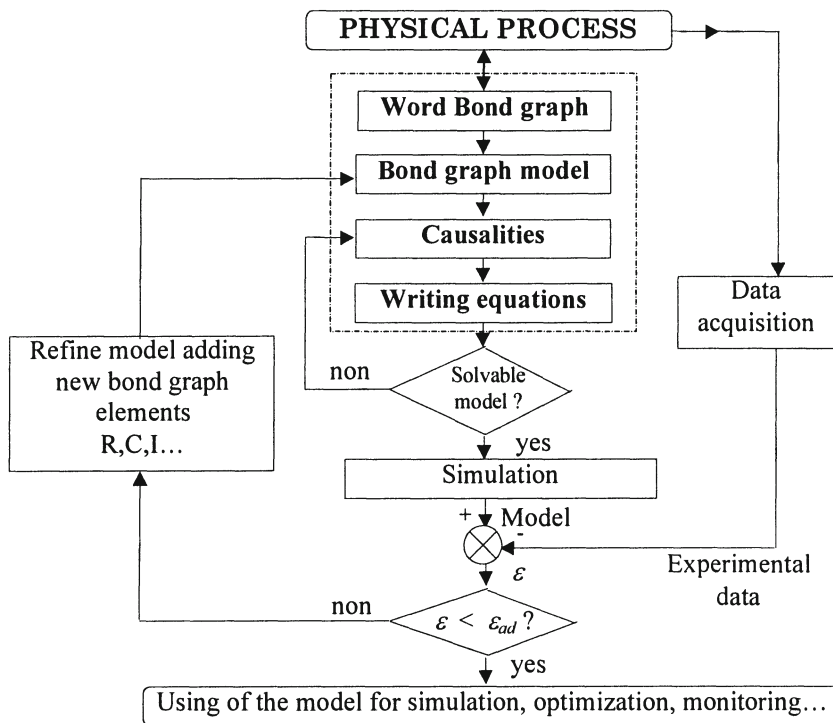 PHYSICAL PROCESS
Word Bond graph
Bond graph model
Causalities
Writing equations
Data
acquisition
Refine model adding
new bond graph
elements
R,C,I...
non
Solvable
model ?
yes
Simulation
+ Model
-
Experimental
data
ε
non
ε < εad ?
yes
Using of the model for simulation, optimization, monitoring...